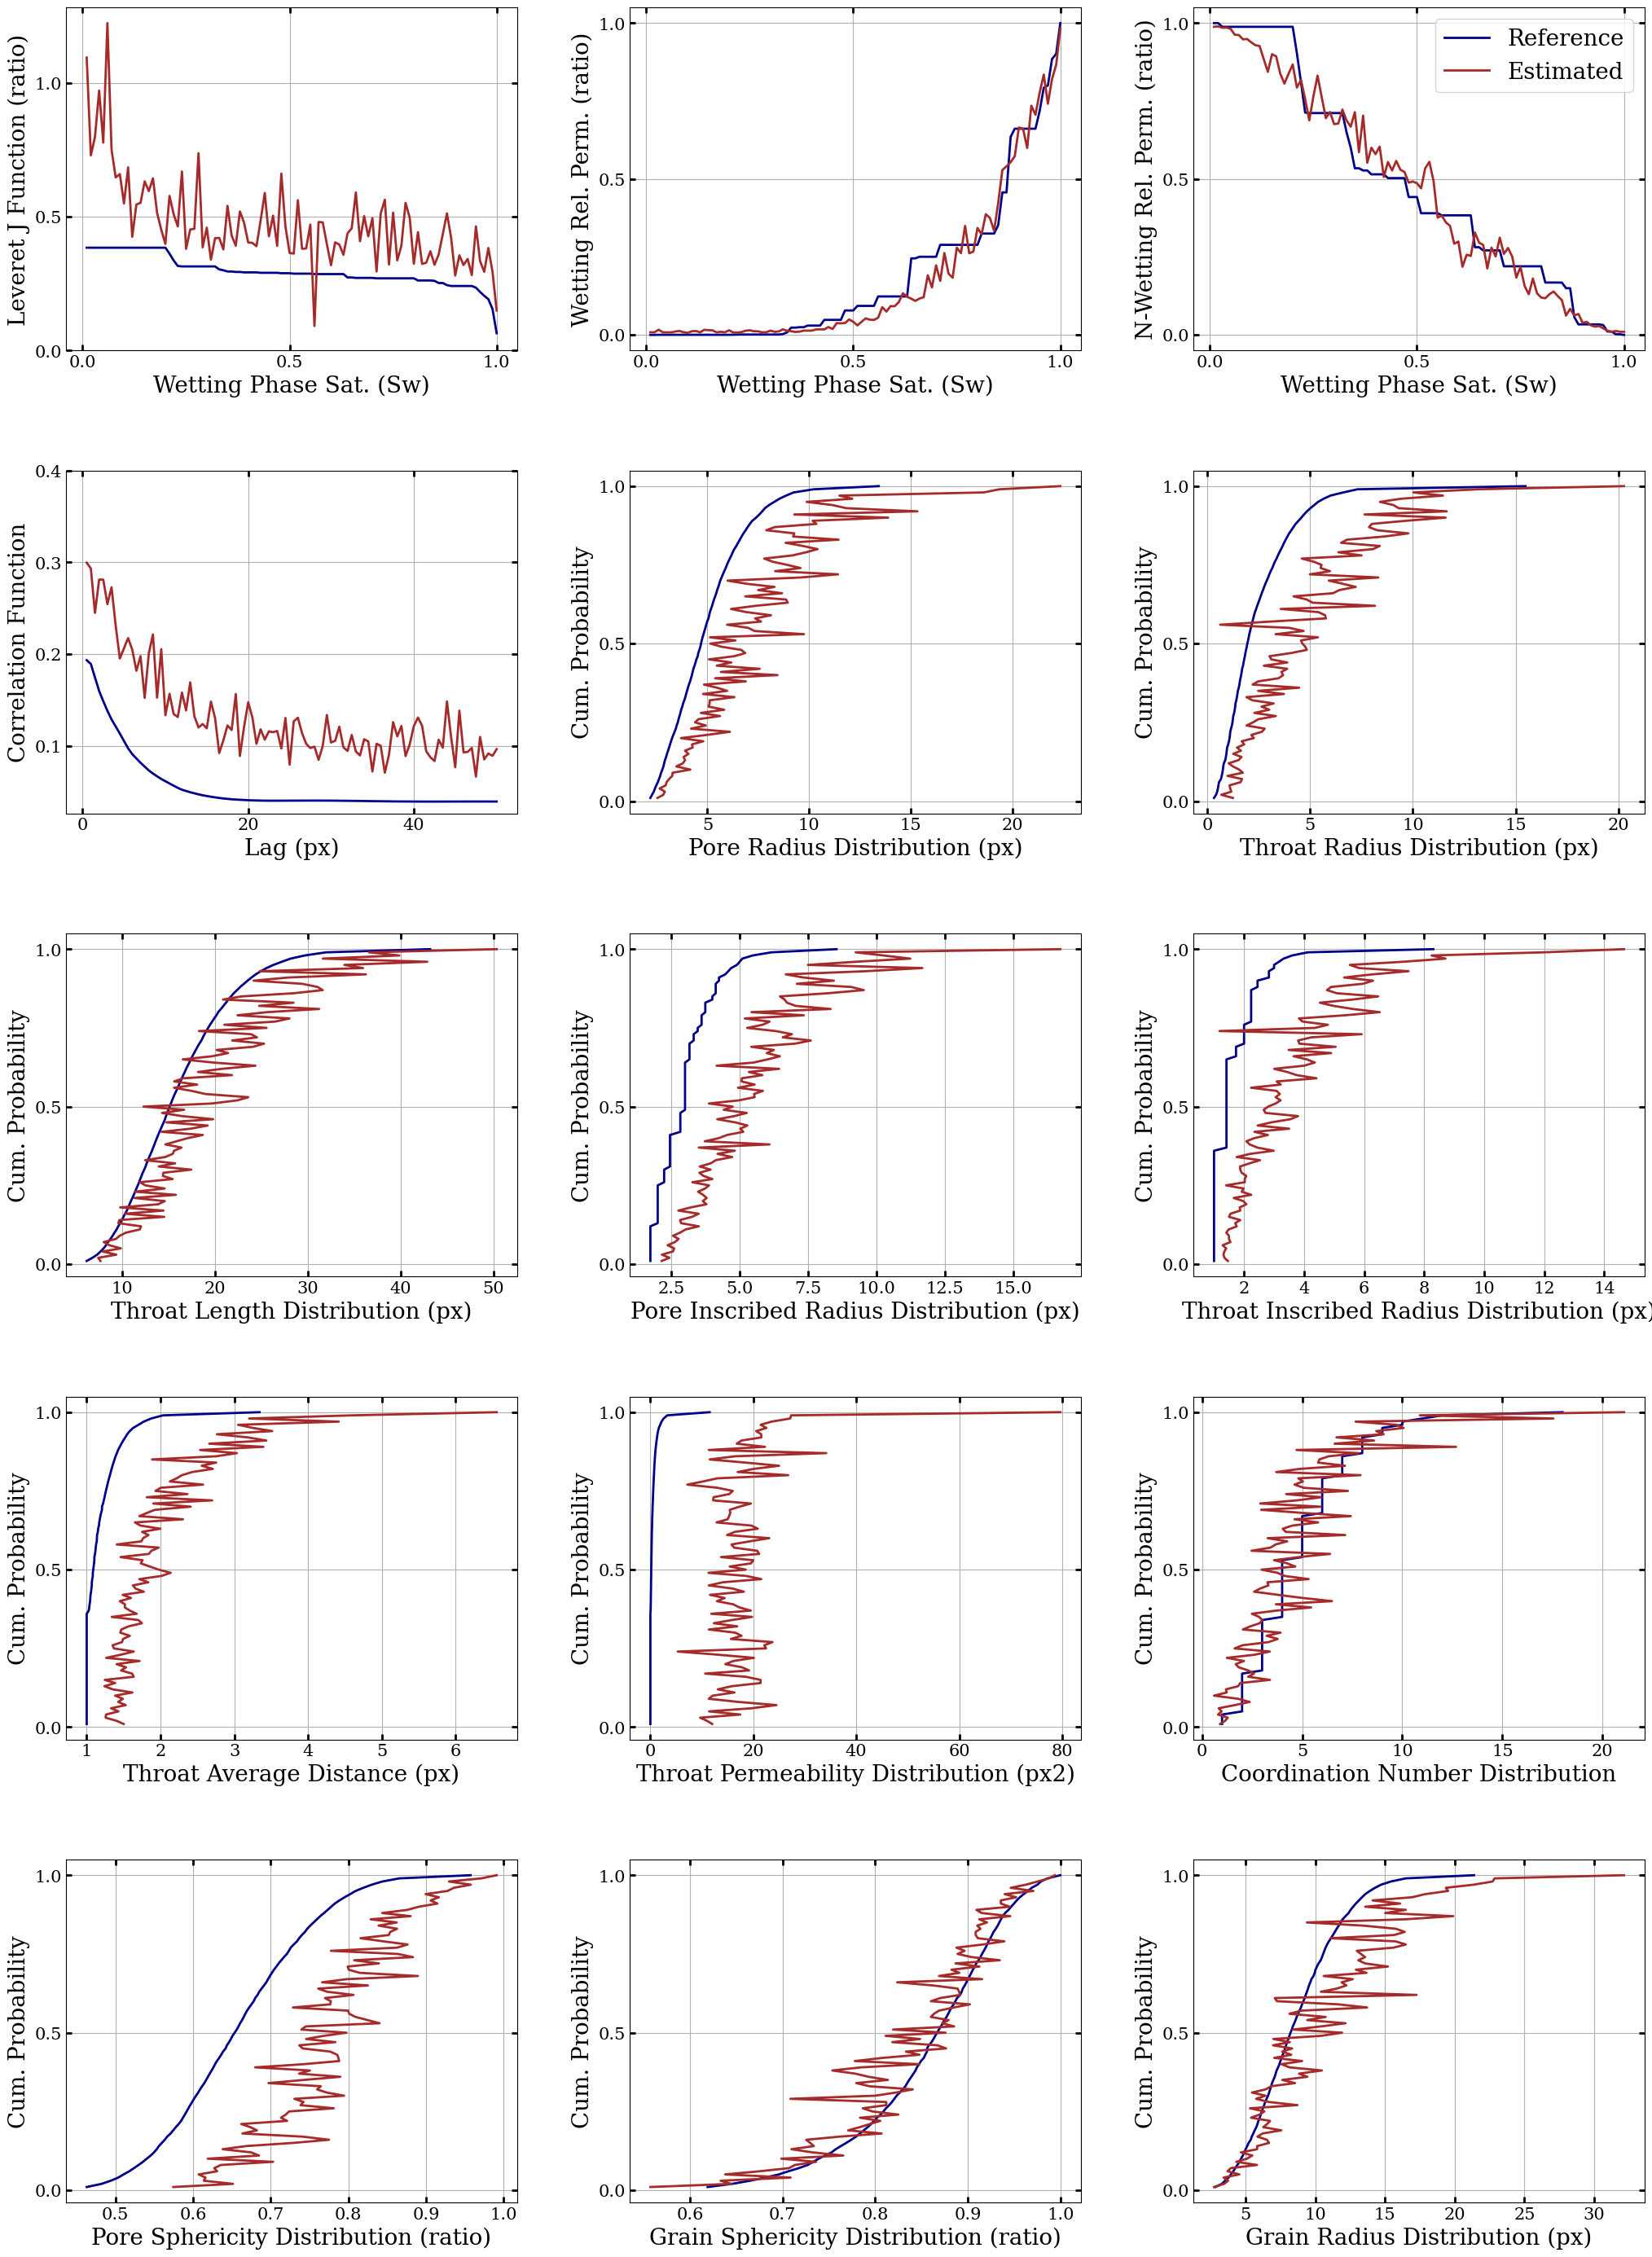 Leveret J Function (ratio)
1.0
0.5
0.0
0.0 0.5 1.0
Wetting Phase Sat. (Sw)
Wetting Rel. Perm. (ratio)
1.0
0.5
0.0
0.0 0.5 1.0
Wetting Phase Sat. (Sw)
N-Wetting Rel. Perm. (ratio)
1.0
0.5
0.0
0.0 0.5 1.0
Wetting Phase Sat. (Sw)
Reference
Estimated
Correlation Function
0.4
0.3
0.2
0.1
0 20 40
Lag (px)
Cum. Probability
1.0
0.5
0.0
5 10 15 20
Pore Radius Distribution (px)
Cum. Probability
1.0
0.5
0.0
0 5 10 15 20
Throat Radius Distribution (px)
Cum. Probability
1.0
0.5
0.0
10 20 30 40 50
Throat Length Distribution (px)
Cum. Probability
1.0
0.5
0.0
2.5 5.0 7.5 10.0 12.5 15.0
Pore Inscribed Radius Distribution (px)
Cum. Probability
1.0
0.5
0.0
2 4 6 8 10 12 14
Throat Inscribed Radius Distribution (px)
Cum. Probability
1.0
0.5
0.0
1 2 3 4 5 6
Throat Average Distance (px)
Cum. Probability
1.0
0.5
0.0
0 20 40 60 80
Throat Permeability Distribution (px2)
Cum. Probability
1.0
0.5
0.0
0 5 10 15 20
Coordination Number Distribution
Cum. Probability
1.0
0.5
0.0
0.5 0.6 0.7 0.8 0.9 1.0
Pore Sphericity Distribution (ratio)
Cum. Probability
1.0
0.5
0.0
0.6 0.7 0.8 0.9 1.0
Grain Sphericity Distribution (ratio)
Cum. Probability
1.0
0.5
0.0
5 10 15 20 25 30
Grain Radius Distribution (px)